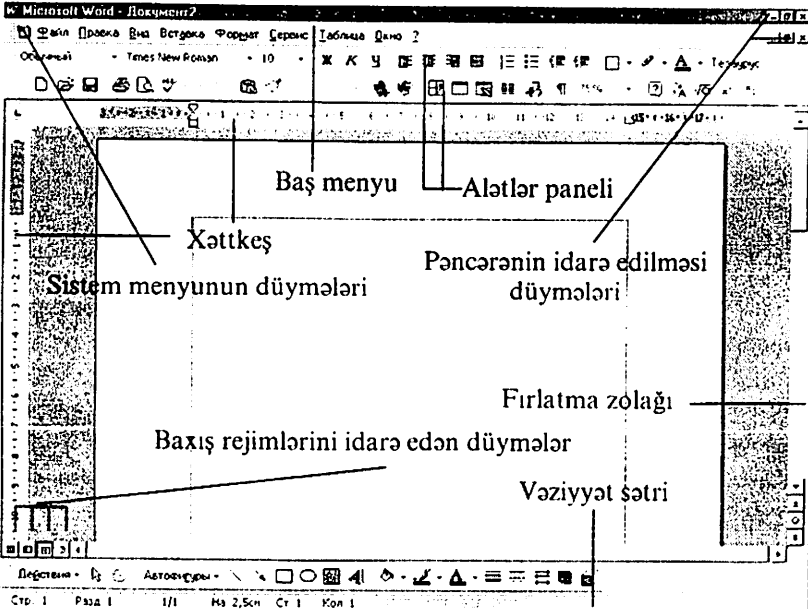 Microsoft Word - Документ2
Файл Правка Вид Вставка Формат Сервис Таблица Окно ?
Обычный Times New Roman 10 Ж К Ч
Baş menyu
Alətlər paneli
Xəttkeş
Pəncərənin idarə edilməsi
düymələri
Sistem menyunun düymələri
Fırlatma zolağı
Baxış rejimlərini idarə edən düymələr
Vəziyyət sətri
Действия Автофигуры
Стр. 1 Разд 1 1/1 На 2,5см Ст 1 Кол 1